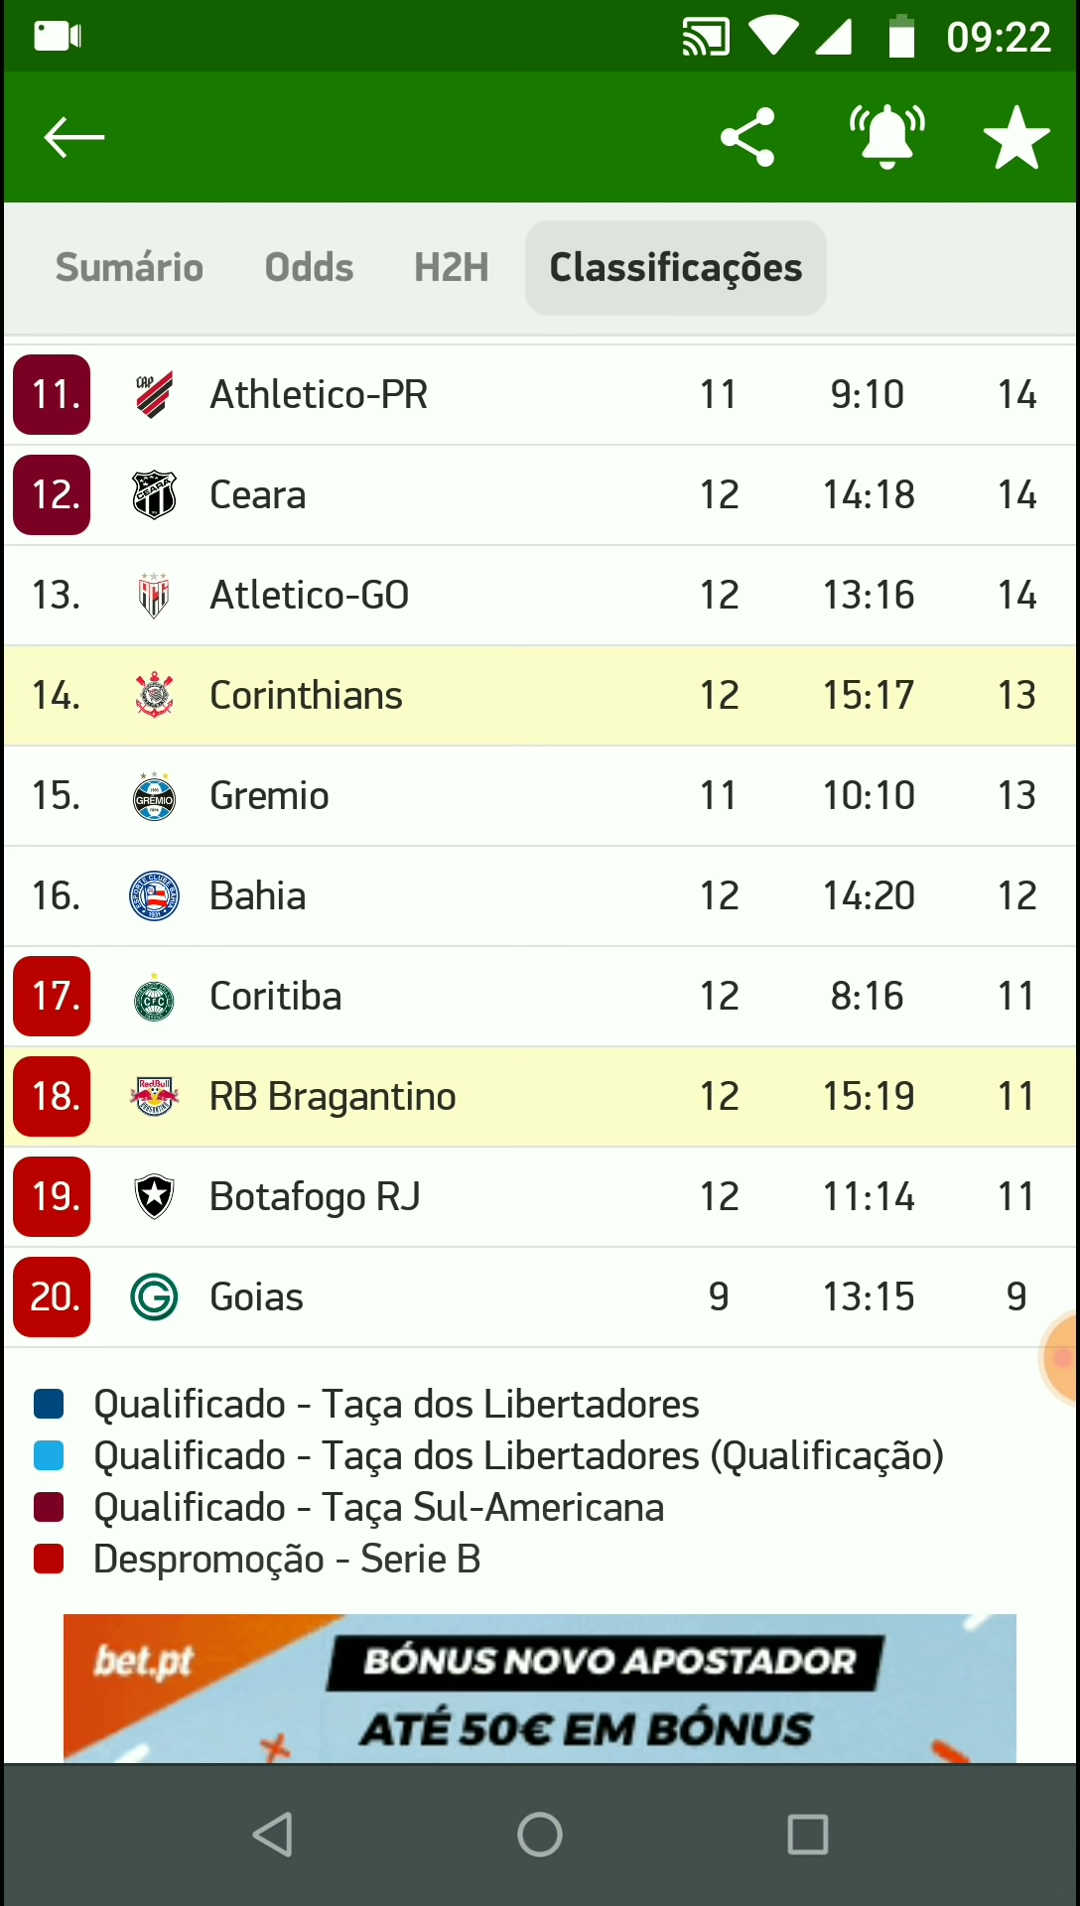 09:22
Sumário Odds H2H Classificações
11. Athletico-PR 11 9:10 14
12. Ceara 12 14:18 14
13. Atletico-GO 12 13:16 14
14. Corinthians 12 15:17 13
15. Gremio 11 10:10 13
16. Bahia 12 14:20 12
17. Coritiba 12 8:16 11
18. RB Bragantino 12 15:19 11
19. Botafogo RJ 12 11:14 11
20. Goias 9 13:15 9
Qualificado - Taça dos Libertadores
Qualificado - Taça dos Libertadores (Qualificação)
Qualificado - Taça Sul-Americana
Despromoção - Serie B
bet.pt BÓNUS NOVO APOSTADOR
ATÉ 50€ EM BÓNUS